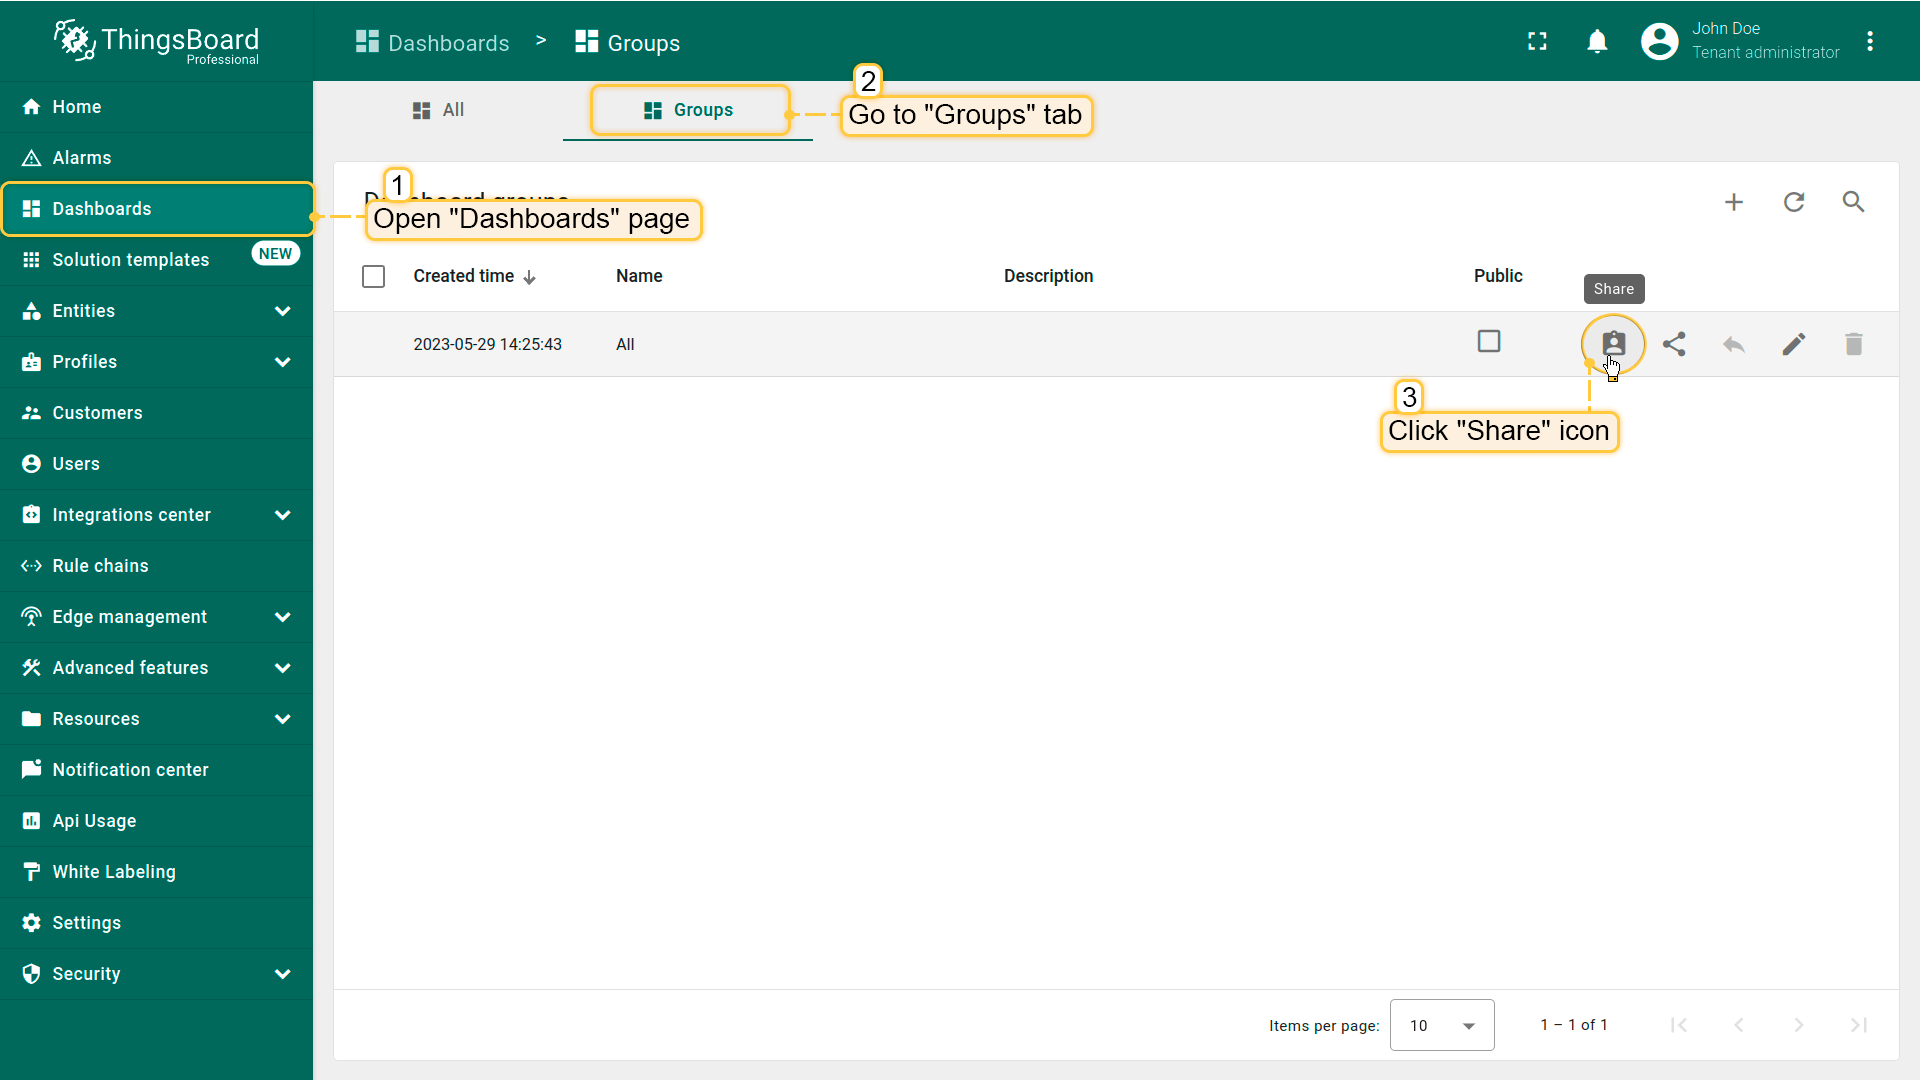 ThingsBoard
Professional
Dashboards > Groups
John Doe
Tenant administrator
Home
Alarms
Dashboards
Solution templates NEW
Entities
Profiles
Customers
Users
Integrations center
Rule chains
Edge management
Advanced features
Resources
Notification center
Api Usage
White Labeling
Settings
Security
All
Groups
2
Go to "Groups" tab
1
Open "Dashboards" page
Created time Name Description Public
Share
2023-05-29 14:25:43 All
3
Click "Share" icon
Items per page: 10 1 – 1 of 1